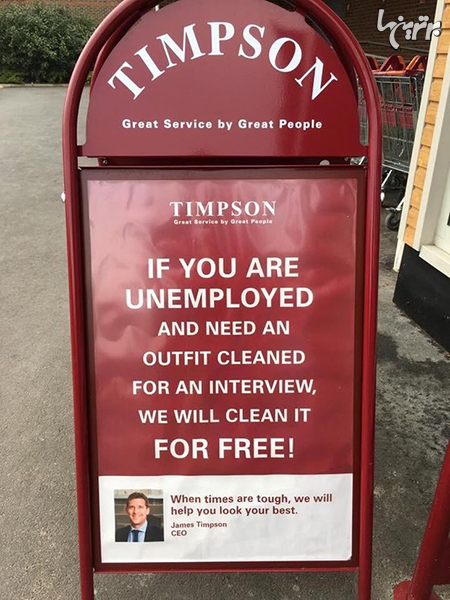 برترین‌ها
TIMPSON
Great Service by Great People
TIMPSON
Great Service by Great People
IF YOU ARE
UNEMPLOYED
AND NEED AN
OUTFIT CLEANED
FOR AN INTERVIEW,
WE WILL CLEAN IT
FOR FREE!
When times are tough, we will
help you look your best.
James Timpson
CEO